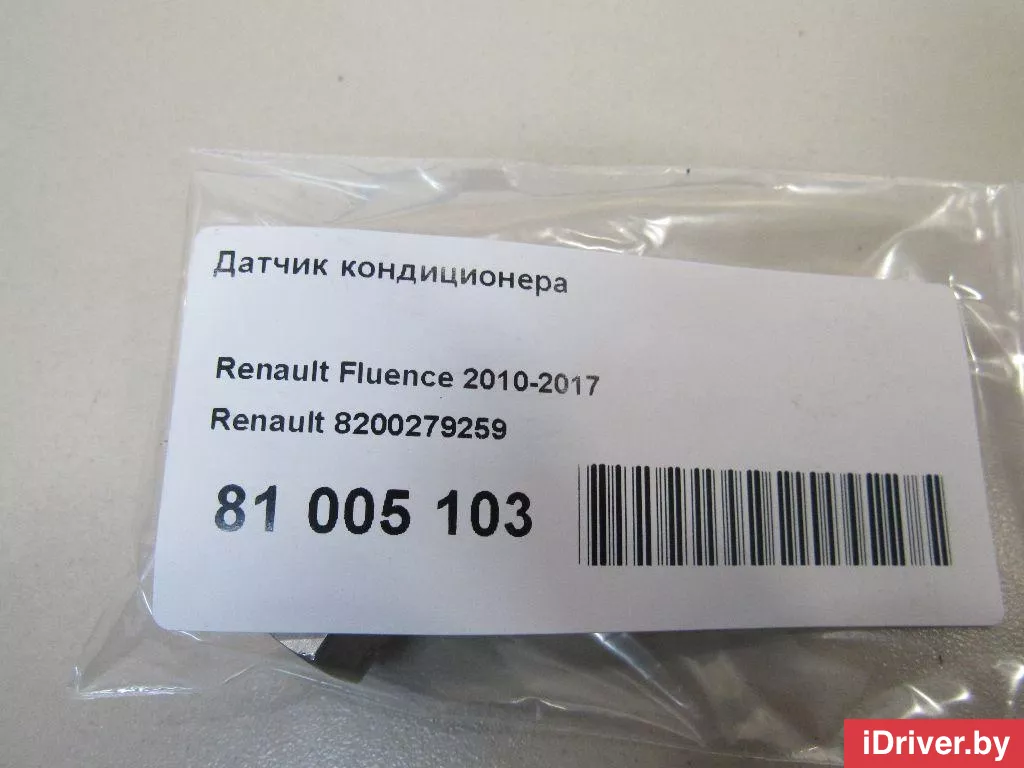 Датчик кондиционера
Renault Fluence 2010-2017
Renault 8200279259
81 005 103
iDriver.by